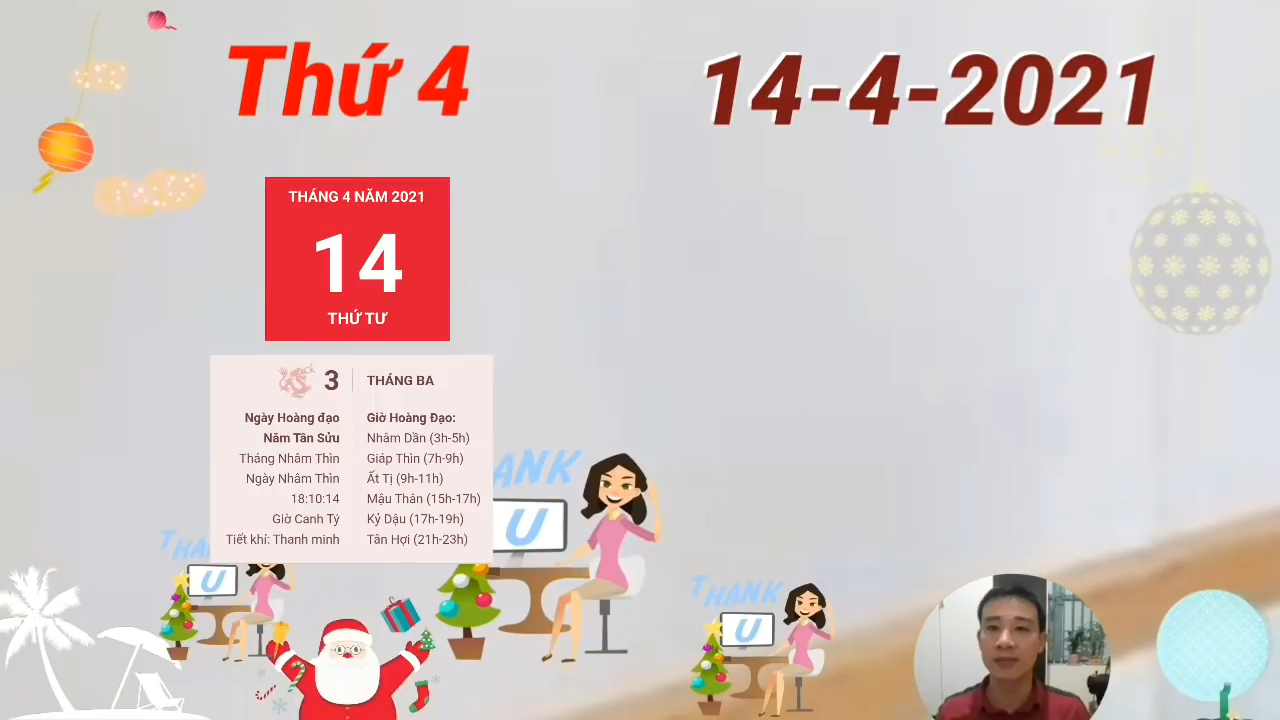 Thứ 4
14-4-2021
THÁNG 4 NĂM 2021
14
THỨ TƯ
3
THÁNG BA
Ngày Hoàng đạo
Năm Tân Sửu
Tháng Nhâm Thìn
Ngày Nhâm Thìn
18:10:14
Giờ Canh Tý
Tiết khí: Thanh minh
Giờ Hoàng Đạo:
Nhâm Dần (3h-5h)
Giáp Thìn (7h-9h)
Ất Tị (9h-11h)
Mậu Thân (15h-17h)
Kỷ Dậu (17h-19h)
Tân Hợi (21h-23h)
U
U
THANK
U